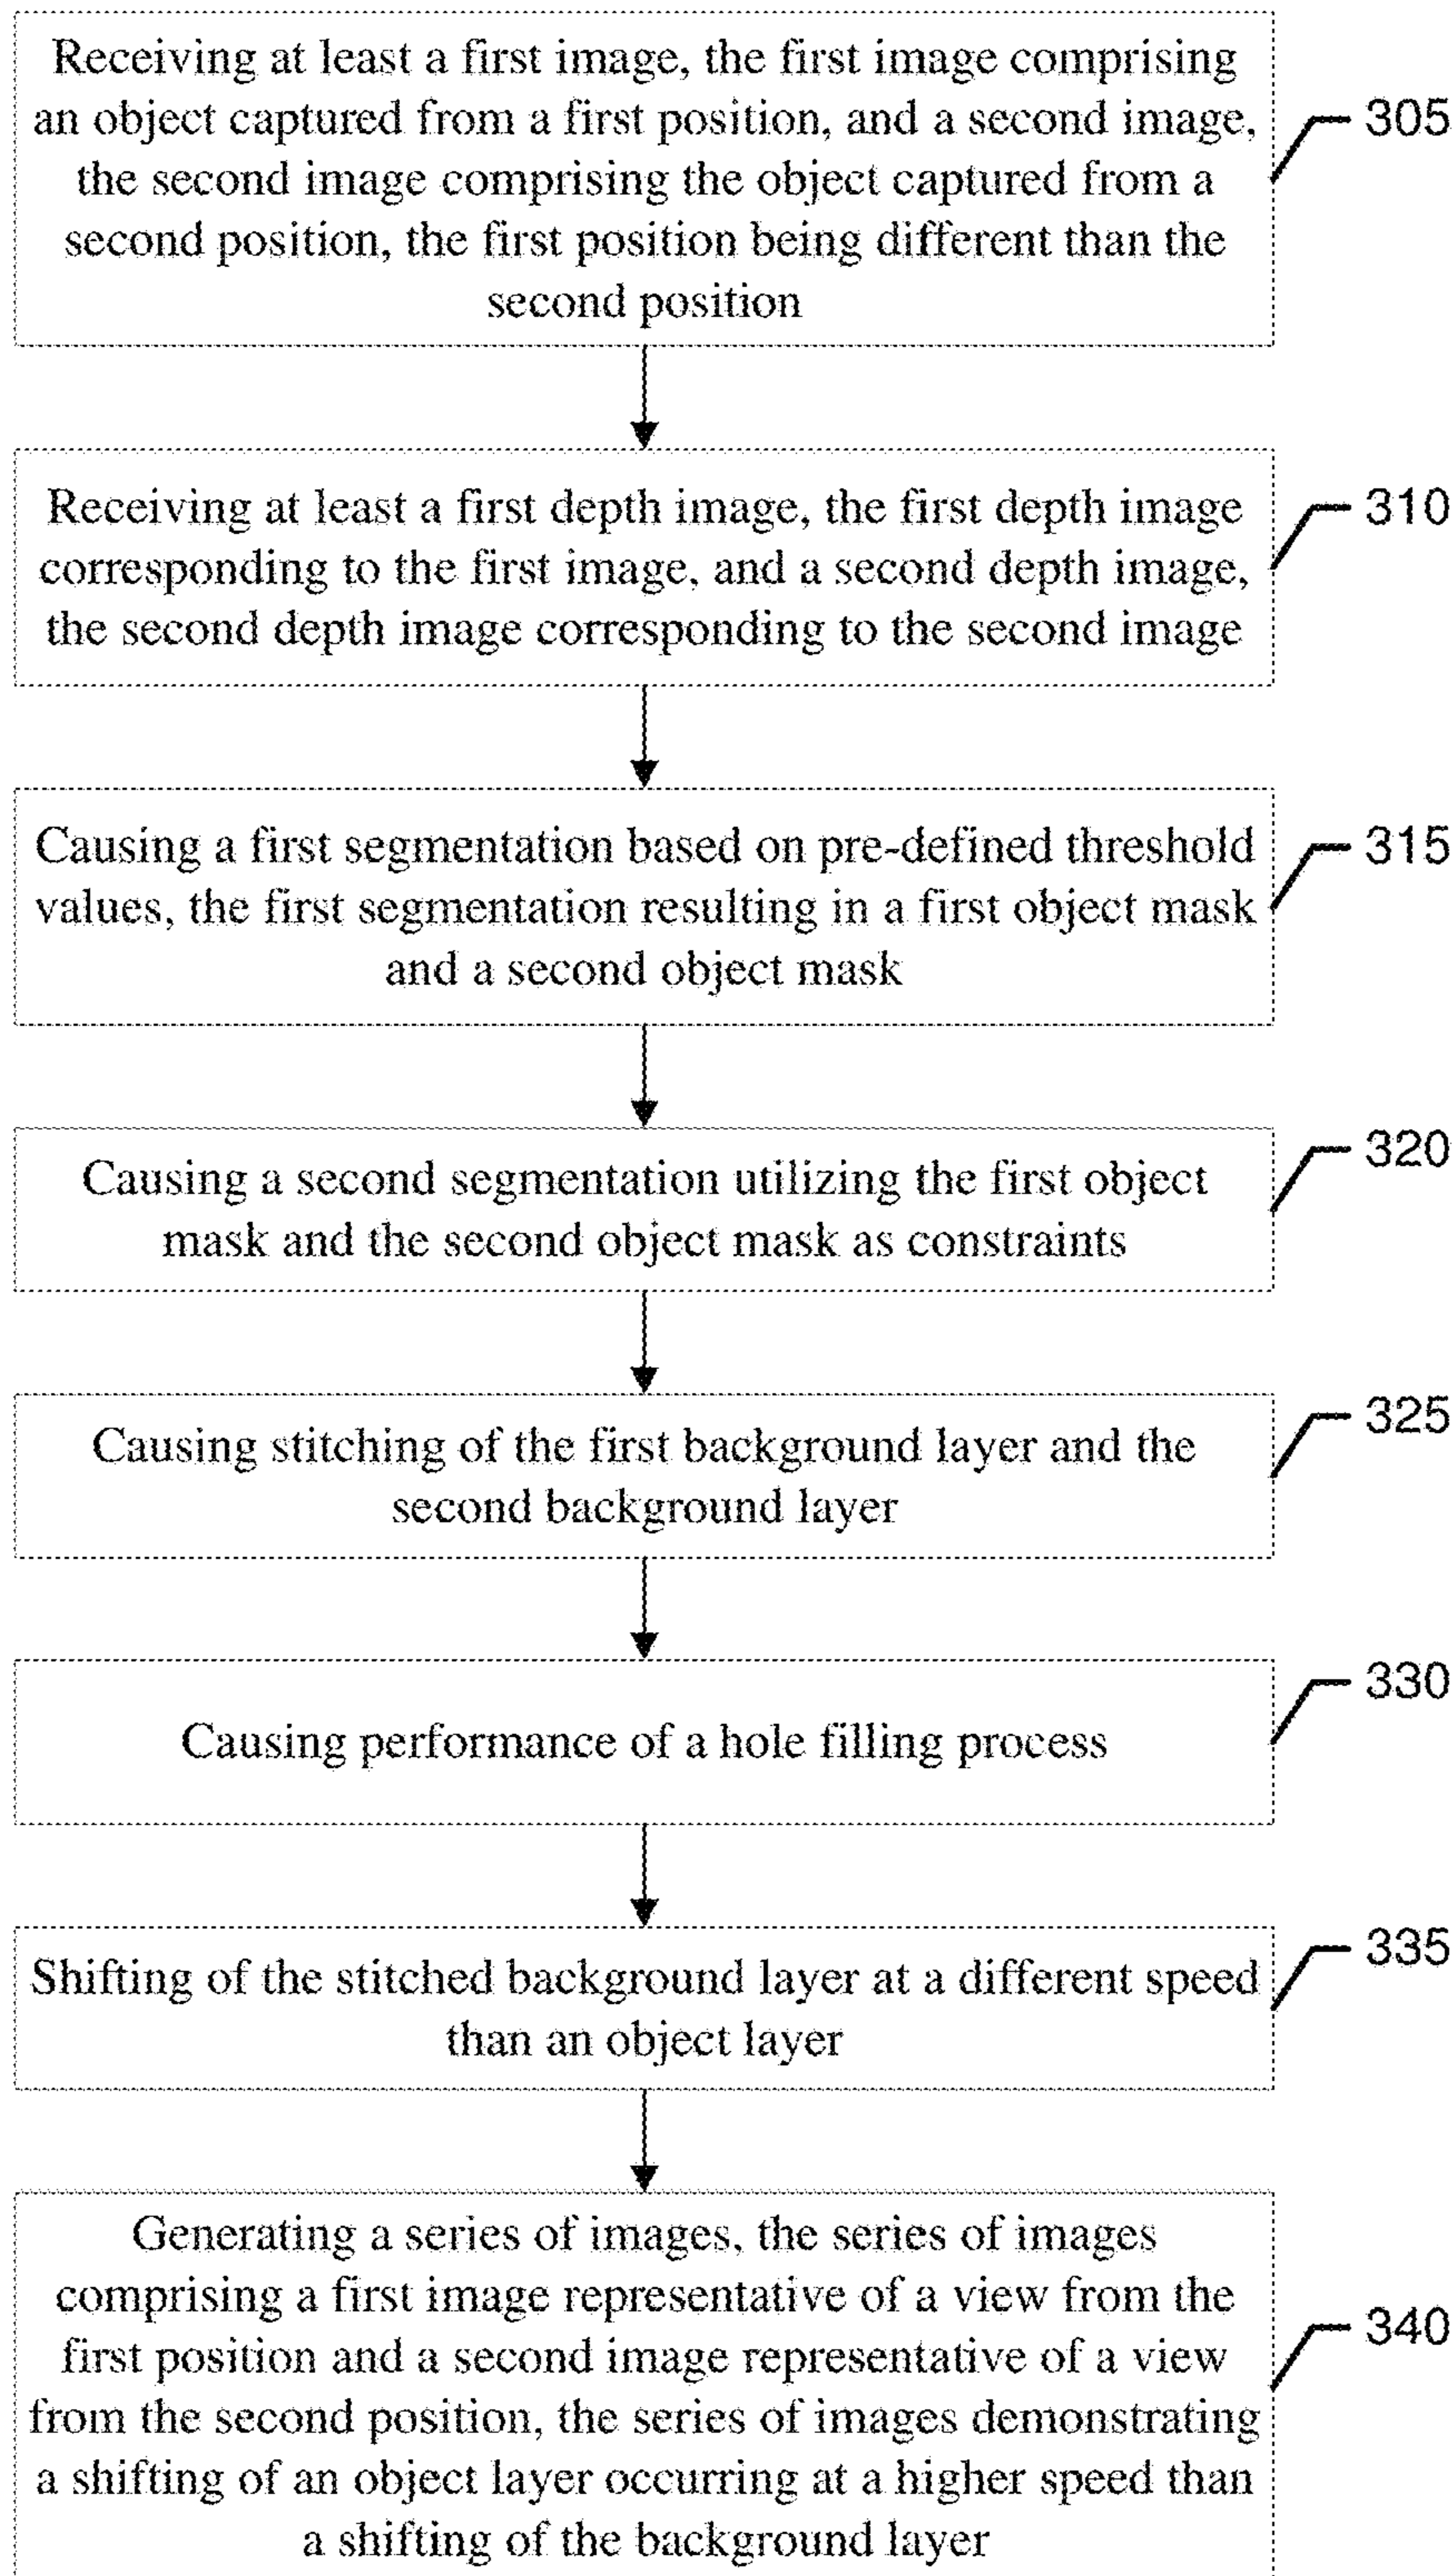 Receiving at least a first image, the first image comprising
an object captured from a first position, and a second image,
the second image comprising the object captured from a
second position, the first position being different than the
second position
305
Receiving at least a first depth image, the first depth image
corresponding to the first image, and a second depth image,
the second depth image corresponding to the second image
310
Causing a first segmentation based on pre-defined threshold
values, the first segmentation resulting in a first object mask
and a second object mask
315
Causing a second segmentation utilizing the first object
mask and the second object mask as constraints
320
Causing stitching of the first background layer and the
second background layer
325
Causing performance of a hole filling process
330
Shifting of the stitched background layer at a different speed
than an object layer
335
Generating a series of images, the series of images
comprising a first image representative of a view from the
first position and a second image representative of a view
from the second position, the series of images demonstrating
a shifting of an object layer occurring at a higher speed than
a shifting of the background layer
340